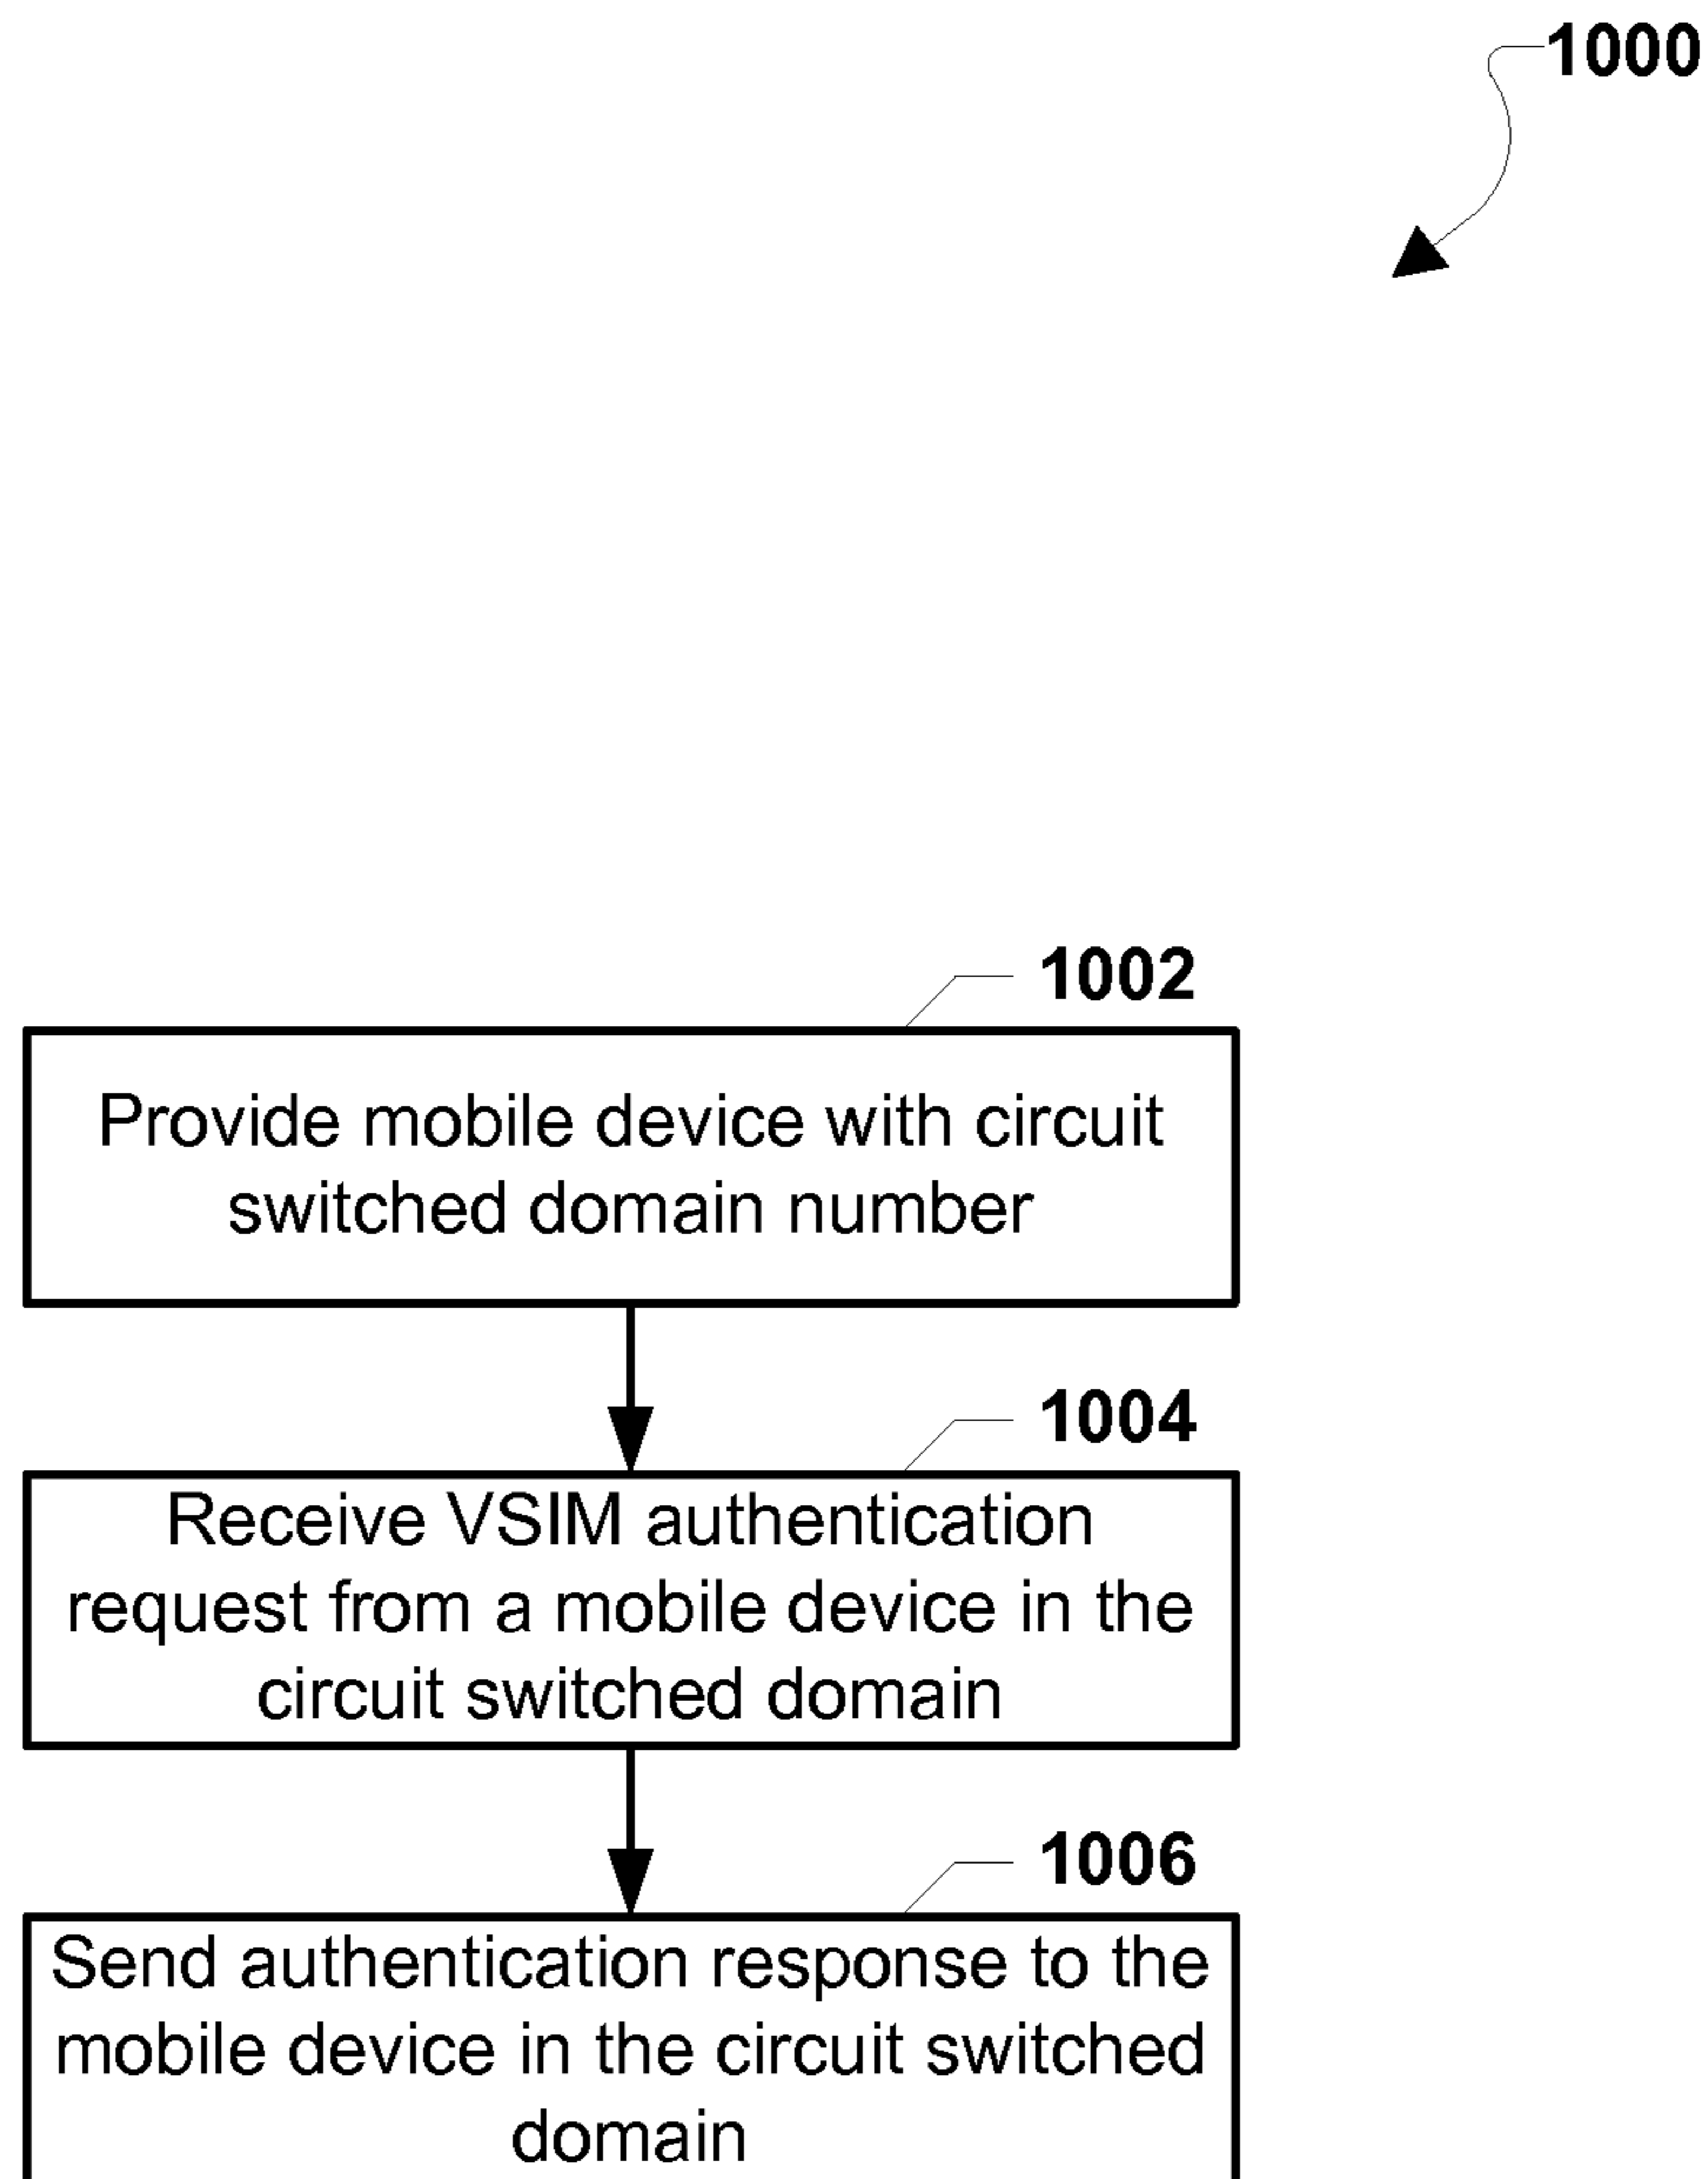 1000
1002
Provide mobile device with circuit
switched domain number
1004
Receive VSIM authentication
request from a mobile device in the
circuit switched domain
1006
Send authentication response to the
mobile device in the circuit switched
domain